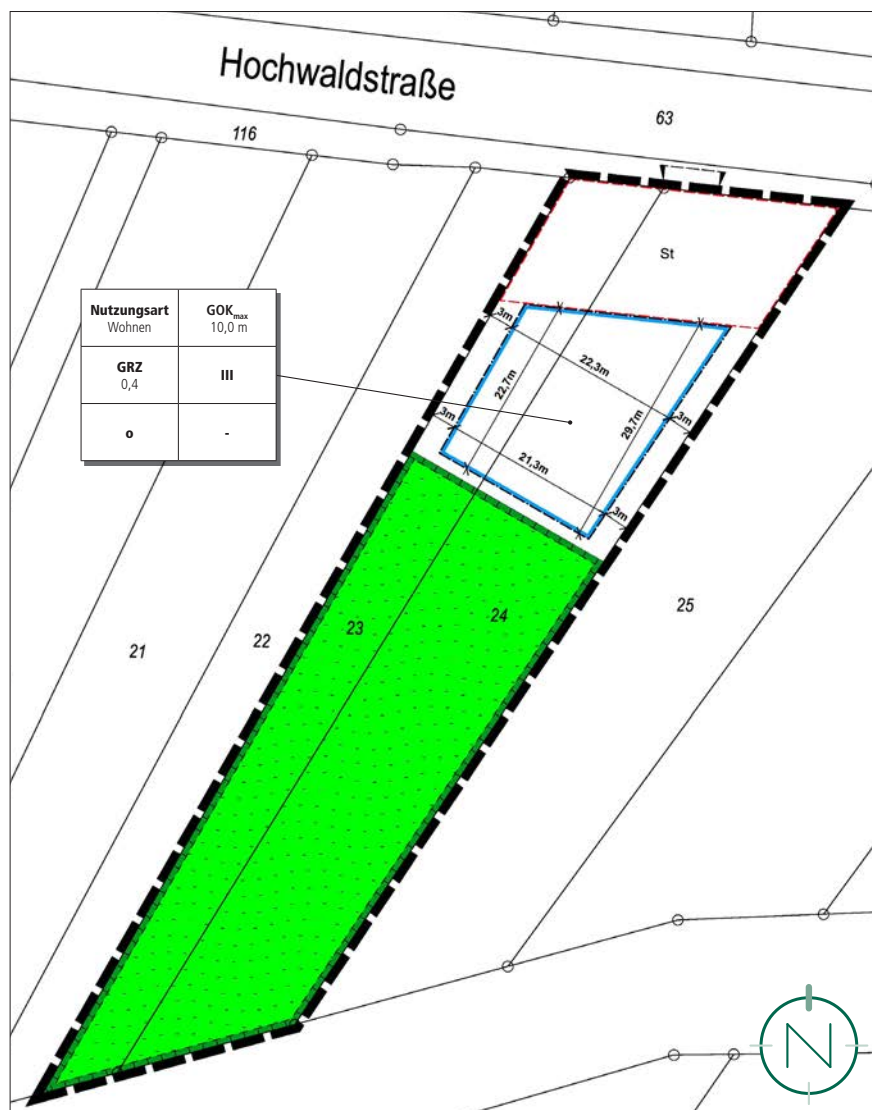 Hochwaldstraße
63
116
St
Nutzungsart
Wohnen
GOKmax
10,0 m
GRZ
0,4
III
o
-
3m
22,3m
3m
22,7m
29,7m
3m
21,3m
3m
21
22
23
24
25
N